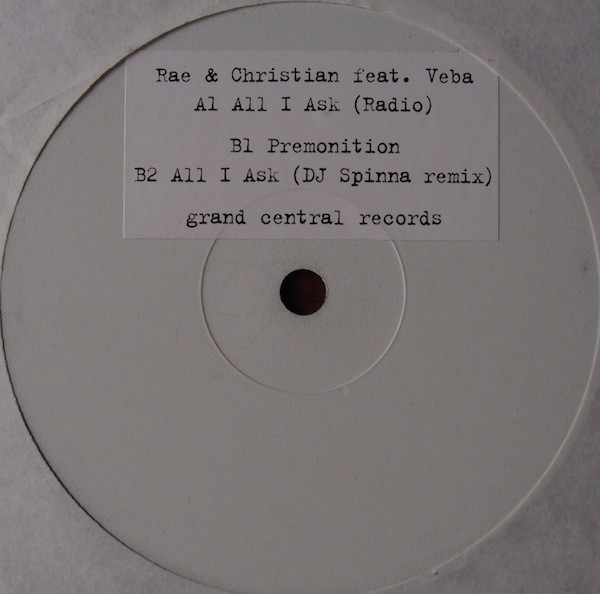 Rae & Christian feat. Veba
A1 All I Ask (Radio)
B1 Premonition
B2 All I Ask (DJ Spinna remix)
grand central records